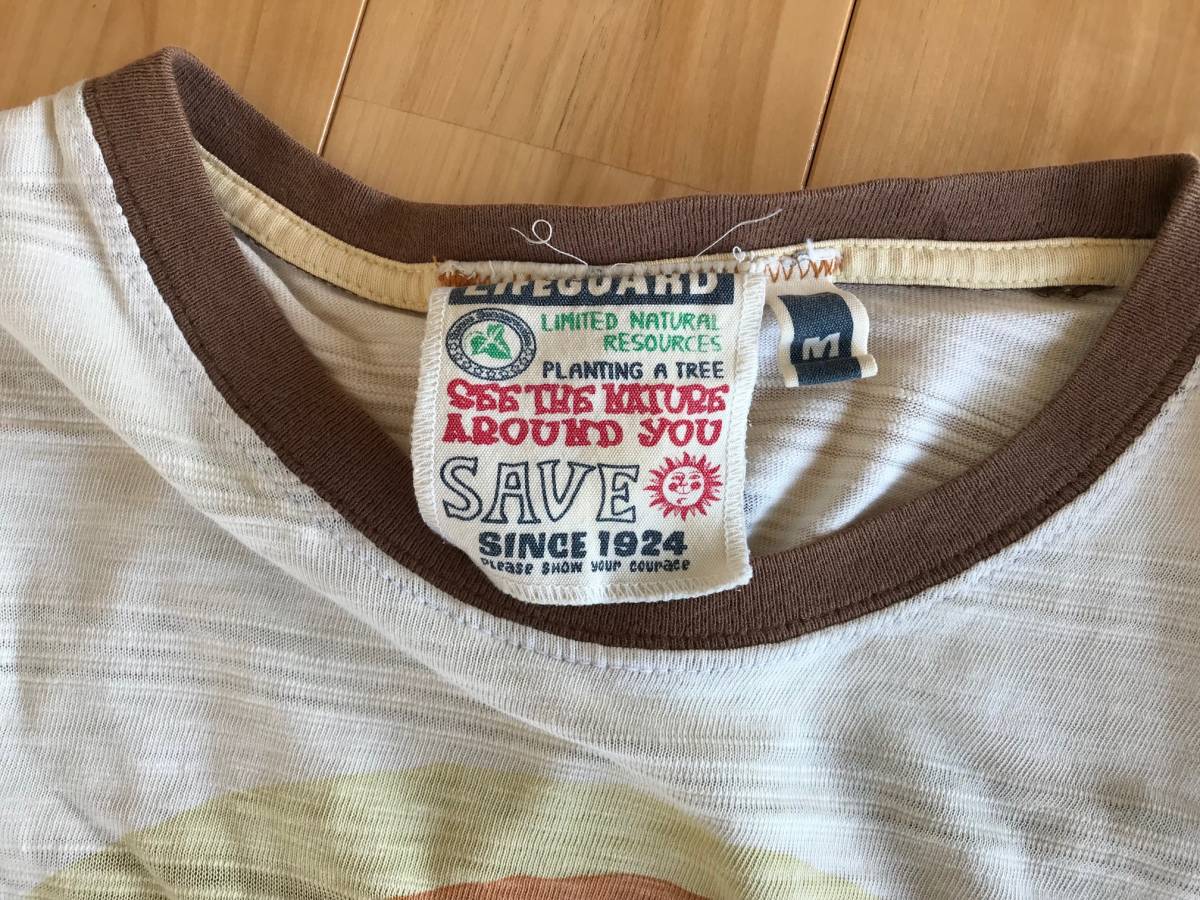 LIFEGUARD
LIMITED NATURAL
RESOURCES
PLANTING A TREE
SEE THE NATURE
AROUND YOU
SAVE
SINCE 1924
PLease SHOW YOUR COURAGE
M